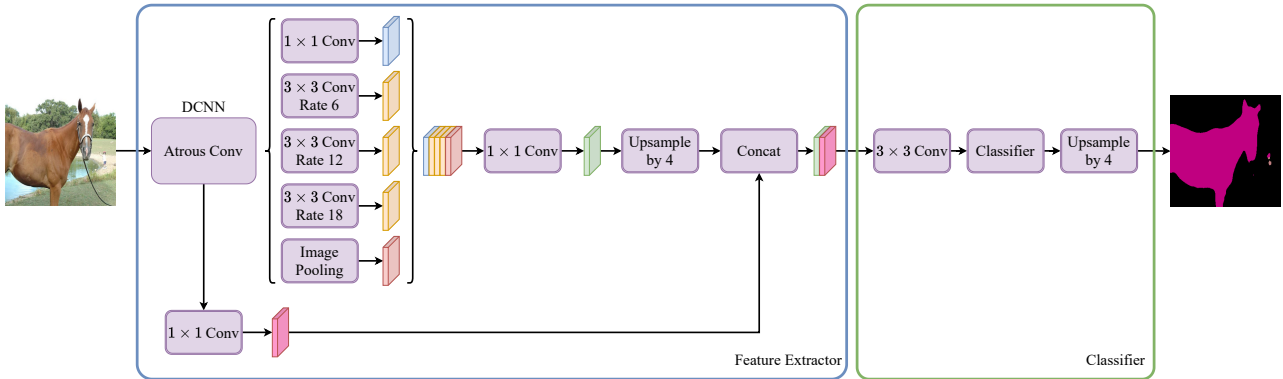 DCNN
Atrous Conv
1 × 1 Conv
3 × 3 Conv
Rate 6
3 × 3 Conv
Rate 12
3 × 3 Conv
Rate 18
Image
Pooling
1 × 1 Conv
1 × 1 Conv
Upsample
by 4
Concat
Feature Extractor
3 × 3 Conv
Classifier
Upsample
by 4
Classifier